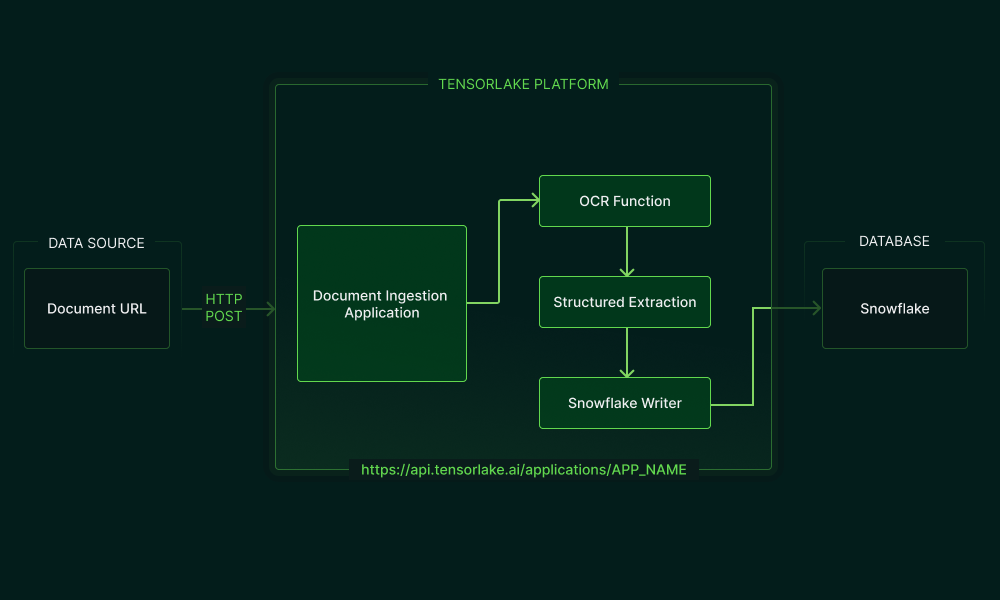 TENSORLAKE PLATFORM
DATA SOURCE
Document URL
HTTP
POST
Document Ingestion
Application
OCR Function
Structured Extraction
Snowflake Writer
DATABASE
Snowflake
https://api.tensorlake.ai/applications/APP_NAME